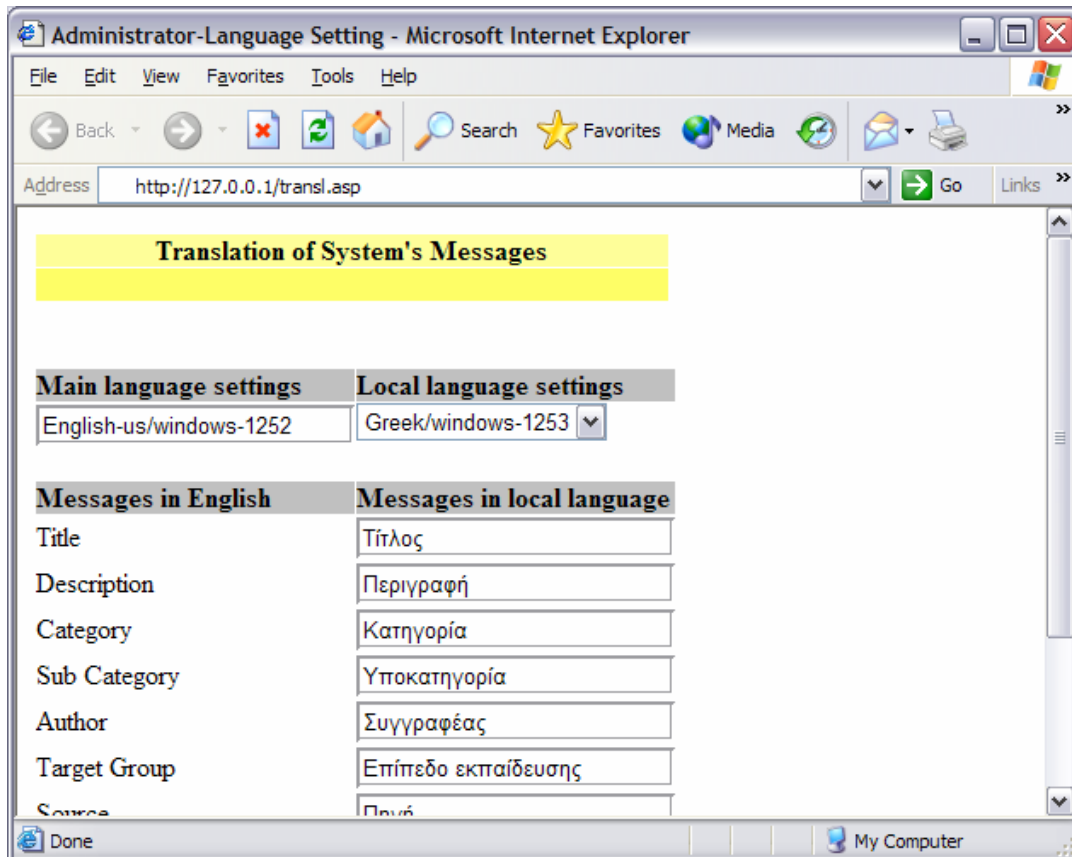 Administrator-Language Setting - Microsoft Internet Explorer
File Edit View Favorites Tools Help
Back Search Favorites Media »
Address http://127.0.0.1/transl.asp Go Links »
Translation of System's Messages
Main language settings Local language settings
English-us/windows-1252 Greek/windows-1253
Messages in English Messages in local language
Title Τίτλος
Description Περιγραφή
Category Κατηγορία
Sub Category Υποκατηγορία
Author Συγγραφέας
Target Group Επίπεδο εκπαίδευσης
Source Πηγή
Done My Computer